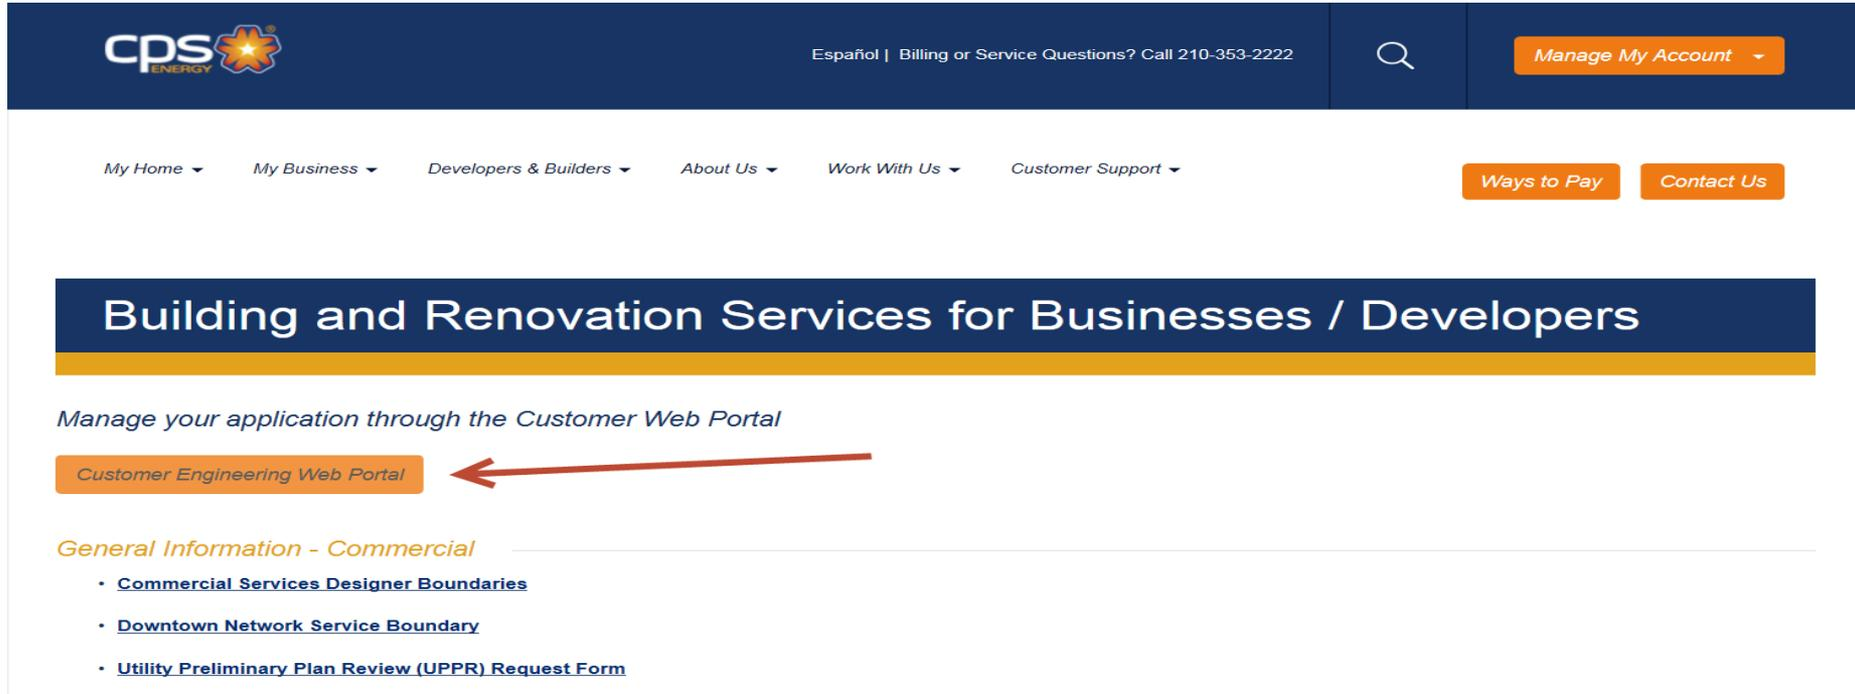 cps ENERGY
Español | Billing or Service Questions? Call 210-353-2222
Manage My Account
My Home
My Business
Developers & Builders
About Us
Work With Us
Customer Support
Ways to Pay
Contact Us
Building and Renovation Services for Businesses / Developers
Manage your application through the Customer Web Portal
Customer Engineering Web Portal
General Information - Commercial
• Commercial Services Designer Boundaries
• Downtown Network Service Boundary
• Utility Preliminary Plan Review (UPPR) Request Form